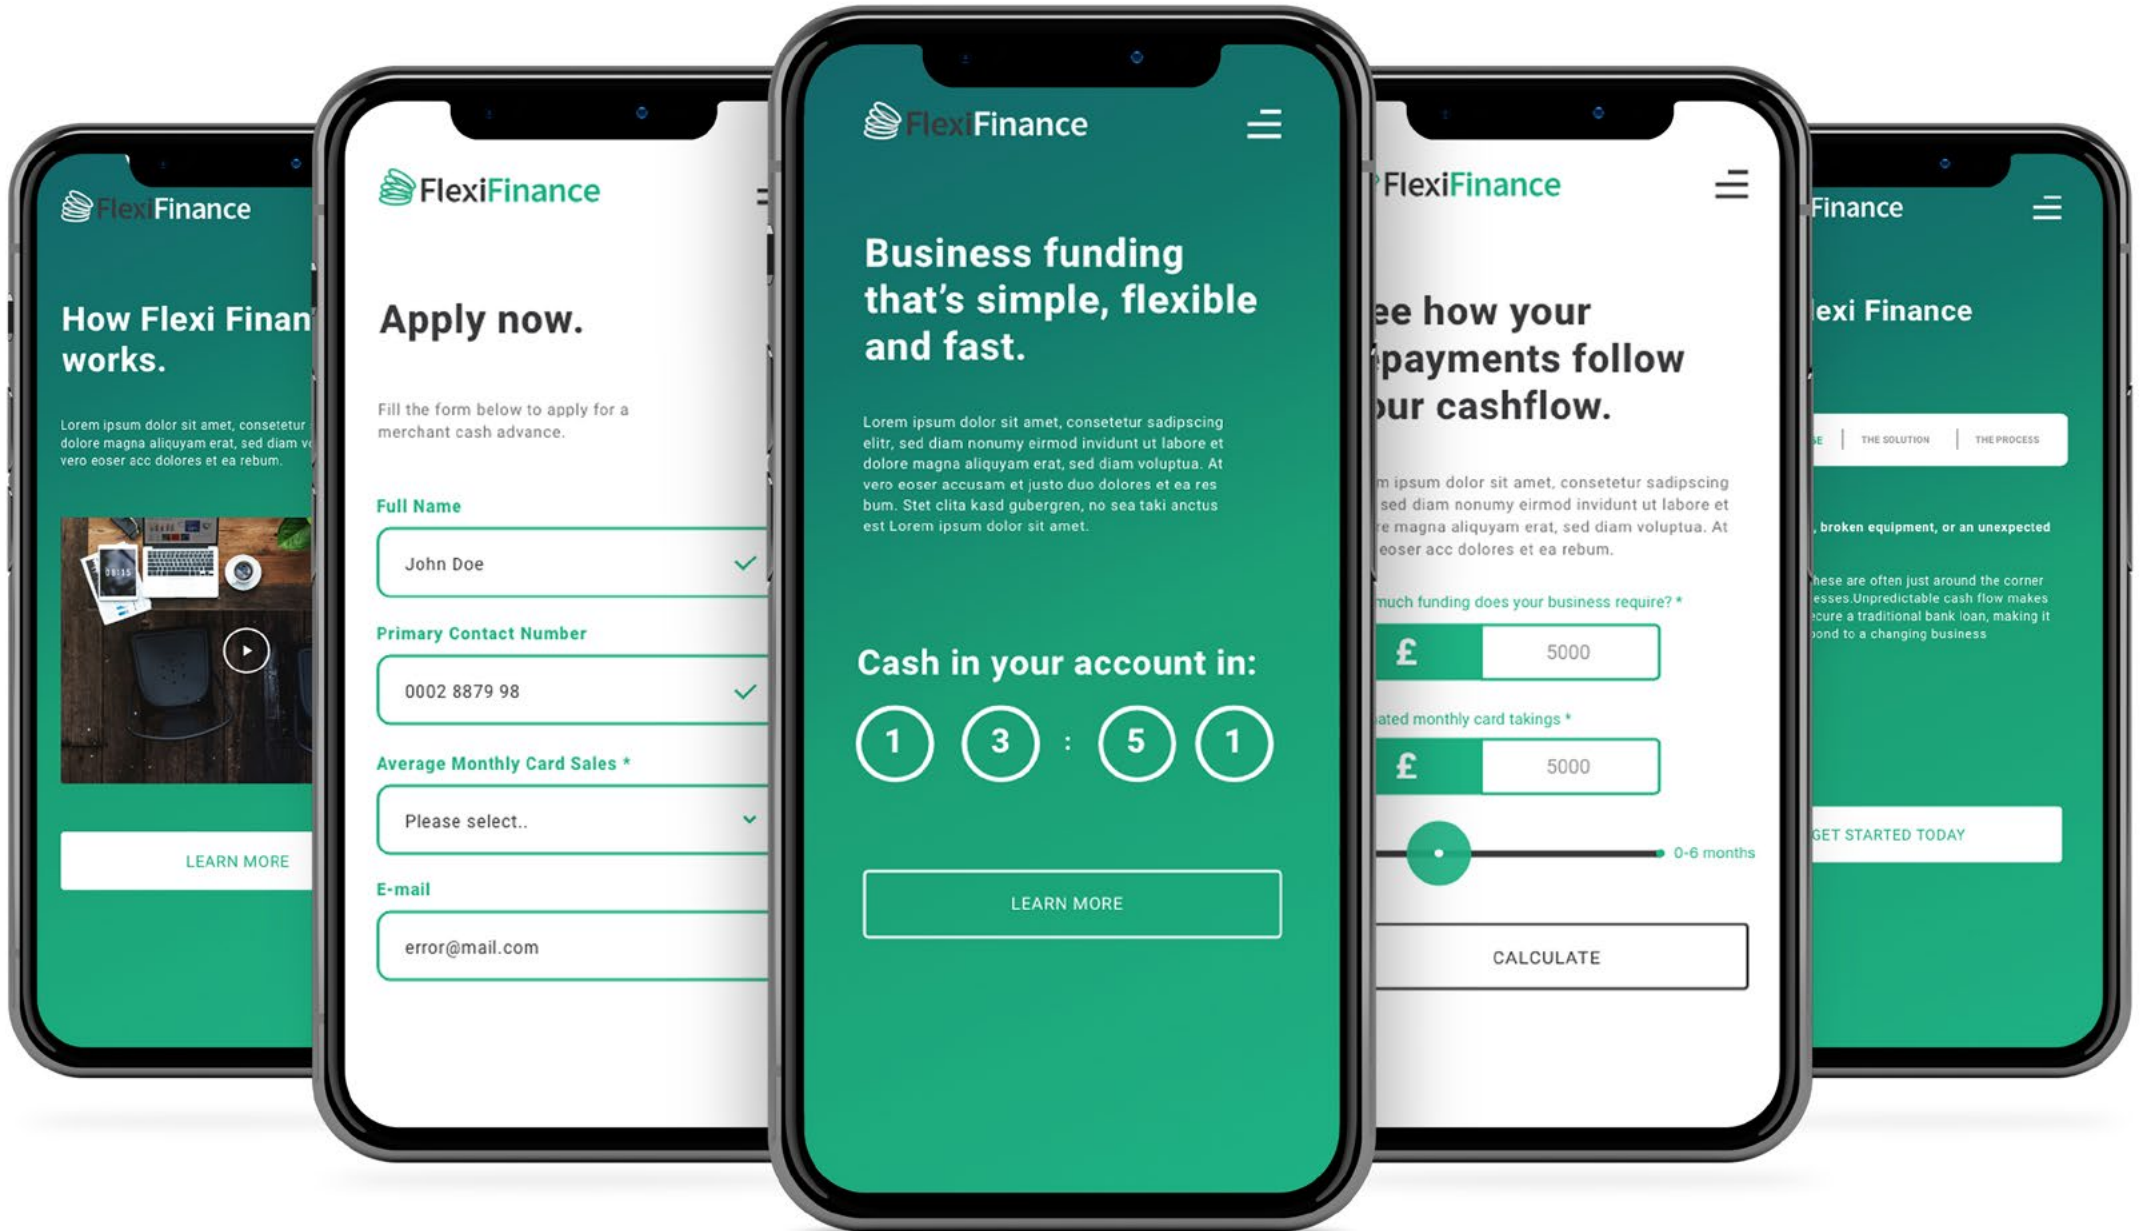 FlexiFinance
How Flexi Finan
works.
Lorem ipsum dolor sit amet, consetetur
dolore magna aliquyam erat, sed diam vo
vero eoser acc dolores et ea rebum.
08:15
LEARN MORE
FlexiFinance
Apply now.
Fill the form below to apply for a
merchant cash advance.
Full Name
John Doe
Primary Contact Number
0002 8879 98
Average Monthly Card Sales *
Please select..
E-mail
error@mail.com
FlexiFinance
Business funding
that’s simple, flexible
and fast.
Lorem ipsum dolor sit amet, consetetur sadipscing
elitr, sed diam nonumy eirmod invidunt ut labore et
dolore magna aliquyam erat, sed diam voluptua. At
vero eoser accusam et justo duo dolores et ea res
bum. Stet clita kasd gubergren, no sea taki anctus
est Lorem ipsum dolor sit amet.
Cash in your account in:
1 3 : 5 1
LEARN MORE
FlexiFinance
ee how your
epayments follow
our cashflow.
m ipsum dolor sit amet, consetetur sadipscing
sed diam nonumy eirmod invidunt ut labore et
re magna aliquyam erat, sed diam voluptua. At
eoser acc dolores et ea rebum.
much funding does your business require? *
£ 5000
ated monthly card takings *
£ 5000
0-6 months
CALCULATE
Finance
lexi Finance
GE | THE SOLUTION | THE PROCESS
, broken equipment, or an unexpected
hese are often just around the corner
esses.Unpredictable cash flow makes
ecure a traditional bank loan, making it
pond to a changing business
GET STARTED TODAY